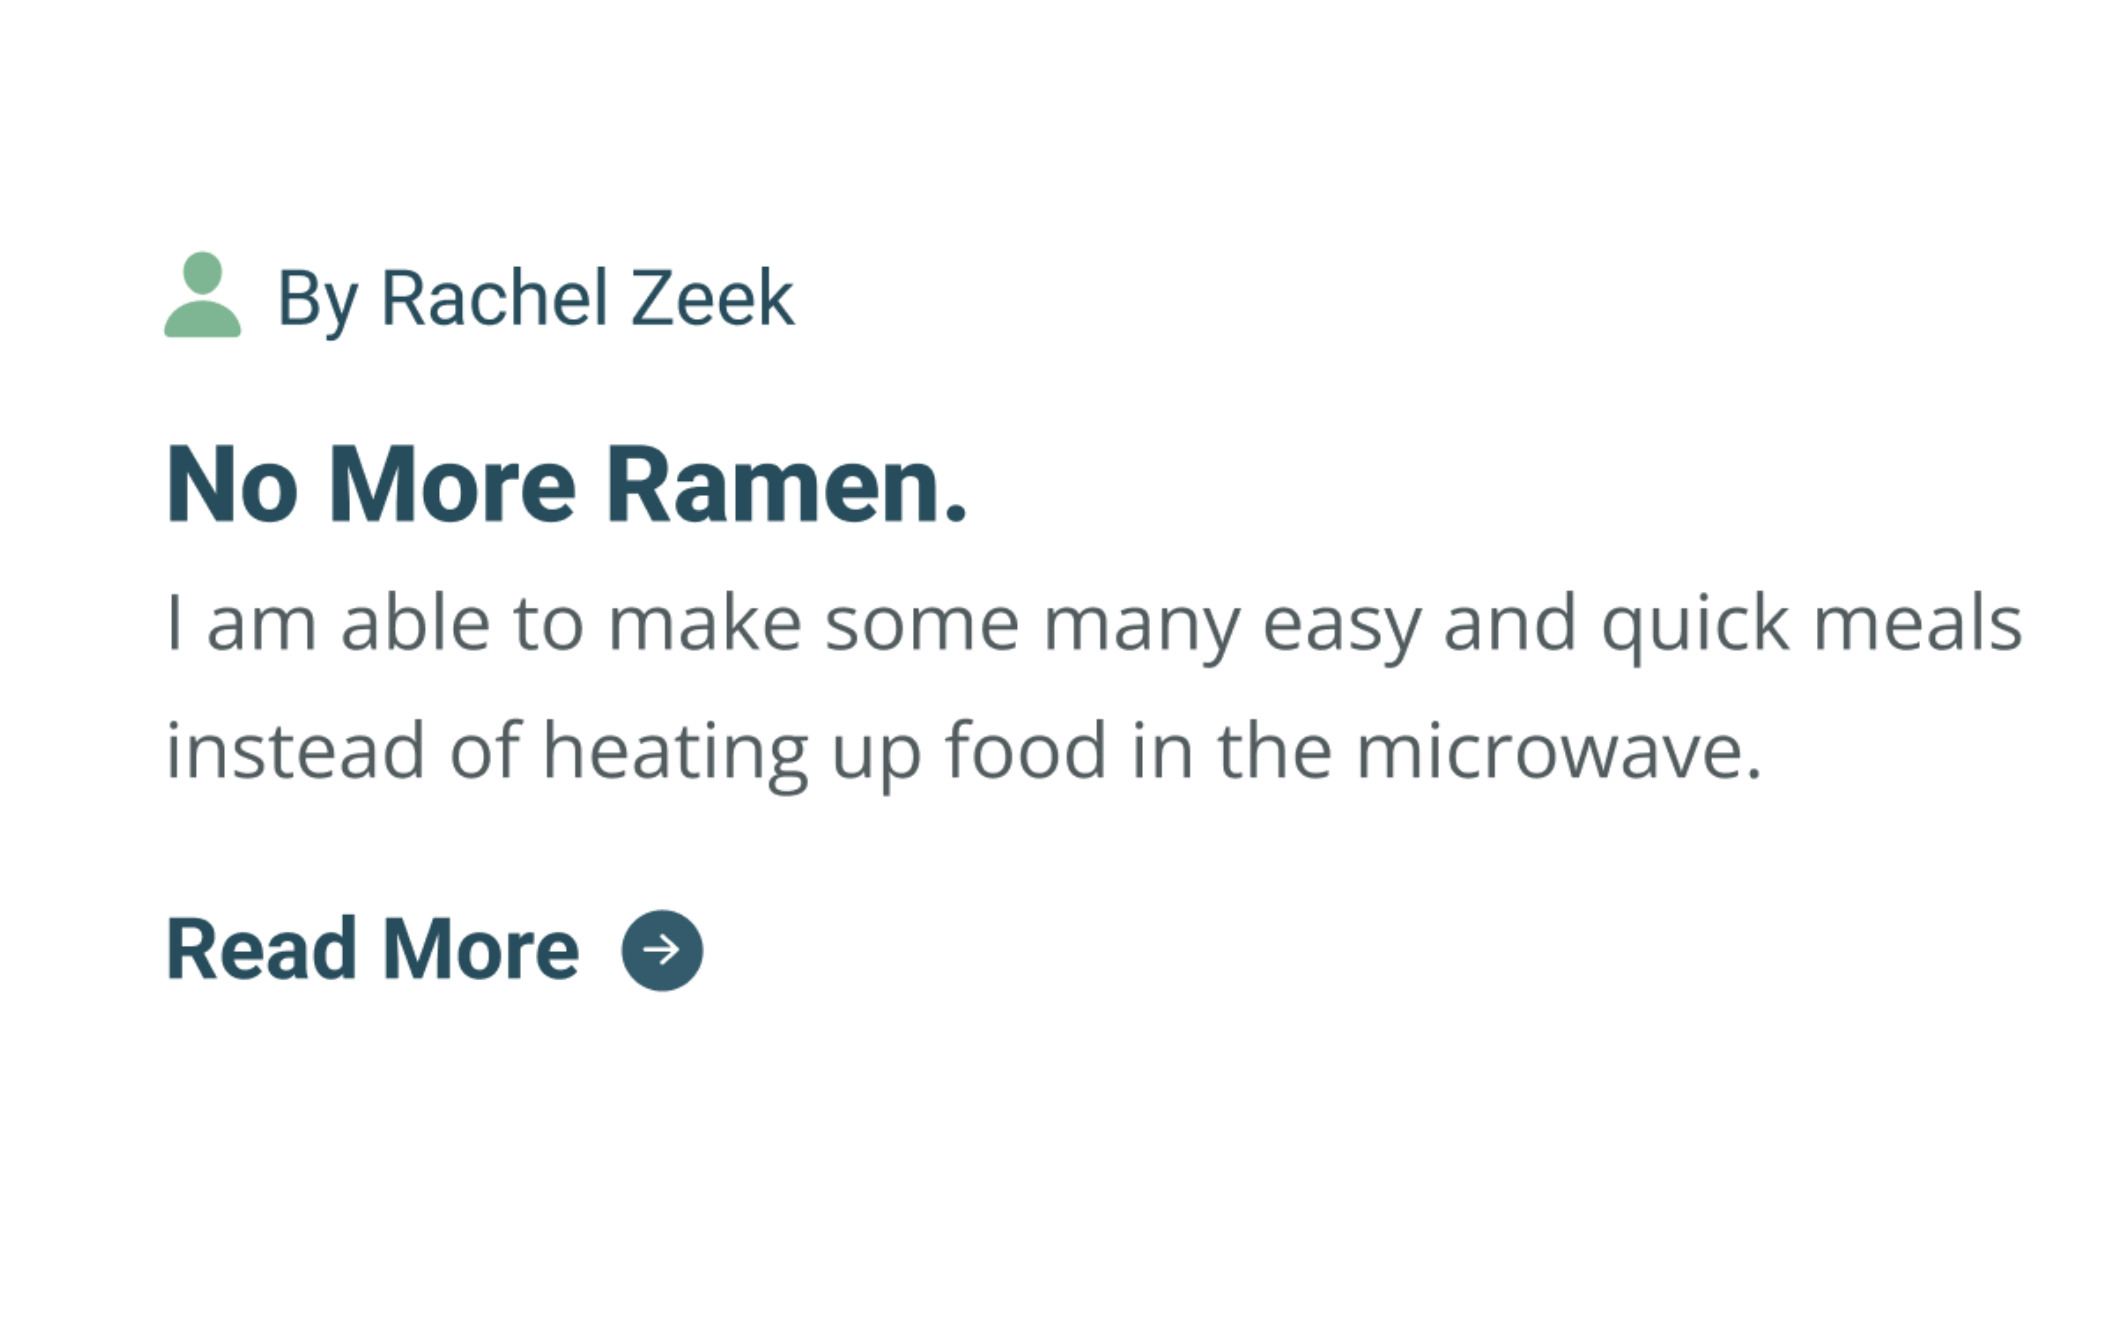 By Rachel Zeek
No More Ramen.
I am able to make some many easy and quick meals
instead of heating up food in the microwave.
Read More